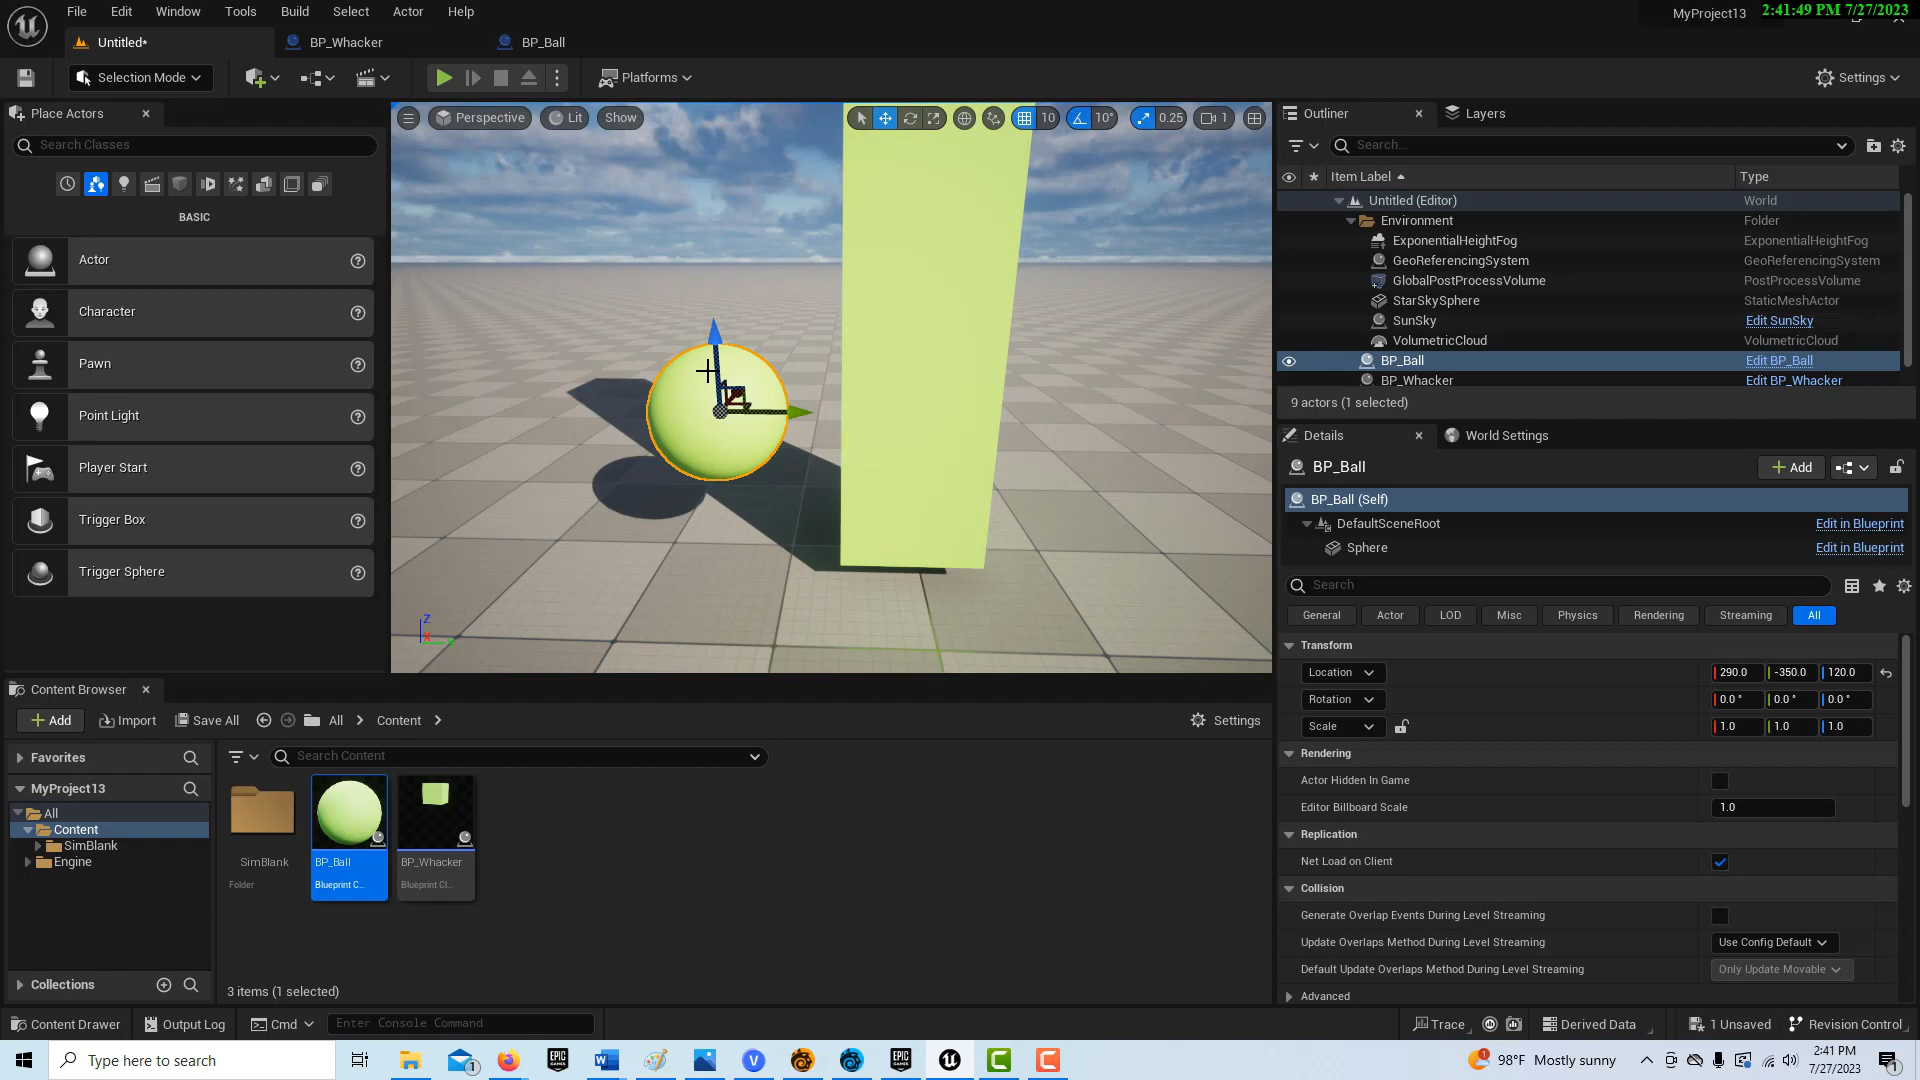 File Edit Window Tools Build Select Actor Help
MyProject13 2:41:49 PM 7/27/2023
Untitled* BP_Whacker BP_Ball
Selection Mode Platforms Settings
Place Actors
Search Classes
BASIC
Actor
Character
Pawn
Point Light
Player Start
Trigger Box
Trigger Sphere
Perspective Lit Show 10 10° 0.25 1
Z
X
Y
Outliner Layers
Search...
Item Label Type
Untitled (Editor) World
Environment Folder
ExponentialHeightFog ExponentialHeightFog
GeoReferencingSystem GeoReferencingSystem
GlobalPostProcessVolume PostProcessVolume
StarSkySphere StaticMeshActor
SunSky Edit SunSky
VolumetricCloud VolumetricCloud
BP_Ball Edit BP_Ball
BP_Whacker Edit BP_Whacker
9 actors (1 selected)
Details World Settings
BP_Ball Add
BP_Ball (Self)
DefaultSceneRoot Edit in Blueprint
Sphere Edit in Blueprint
Search
General Actor LOD Misc Physics Rendering Streaming All
Transform
Location 290.0 -350.0 120.0
Rotation 0.0 ° 0.0 ° 0.0 °
Scale 1.0 1.0 1.0
Rendering
Actor Hidden In Game
Editor Billboard Scale 1.0
Replication
Net Load on Client
Collision
Generate Overlap Events During Level Streaming
Update Overlaps Method During Level Streaming Use Config Default
Default Update Overlaps Method During Level Streaming Only Update Movable
Advanced
Content Browser
Add Import Save All All Content Settings
Favorites
MyProject13
All
Content
SimBlank
Engine
Collections
Search Content
SimBlank
Folder
BP_Ball
Blueprint C...
BP_Whacker
Blueprint Cl...
3 items (1 selected)
Content Drawer Output Log Cmd Enter Console Command Trace Derived Data 1 Unsaved Revision Control
Type here to search
EPIC GAMES
EPIC GAMES
98°F Mostly sunny
2:41 PM
7/27/2023